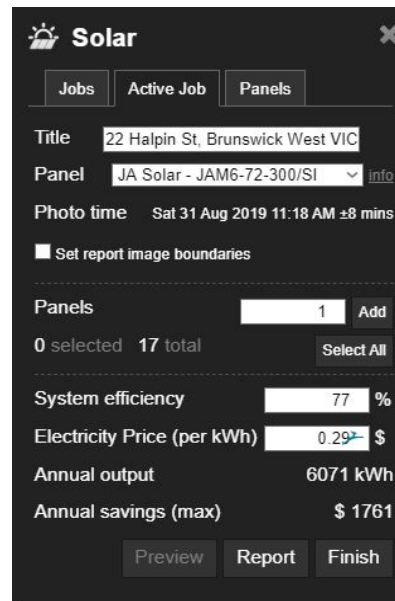 Solar
Jobs Active Job Panels
Title 22 Halpin St, Brunswick West VIC
Panel JA Solar - JAM6-72-300/SI info
Photo time Sat 31 Aug 2019 11:18 AM ±8 mins
Set report image boundaries
Panels 1 Add
0 selected 17 total Select All
System efficiency 77 %
Electricity Price (per kWh) 0.29 $
Annual output 6071 kWh
Annual savings (max) $ 1761
Preview Report Finish